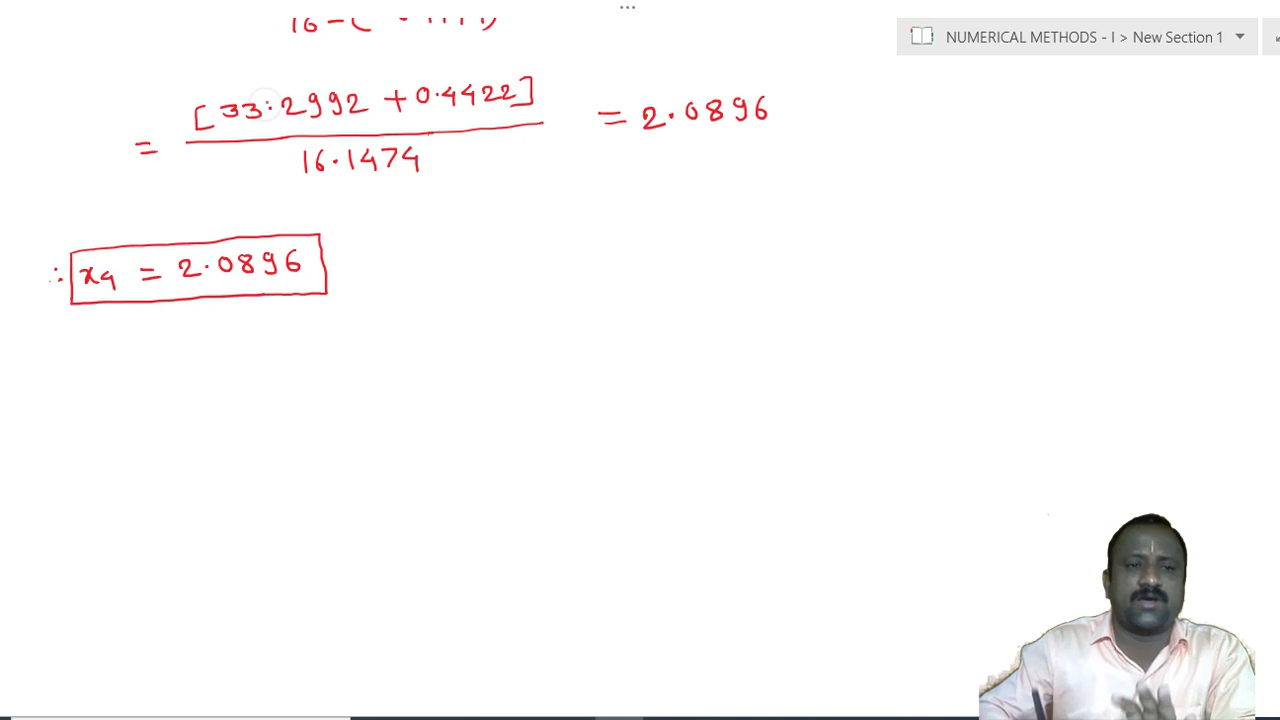 NUMERICAL METHODS - I > New Section 1
= [33.2992 + 0.4422] / 16.1474 = 2.0896
∴ x4 = 2.0896